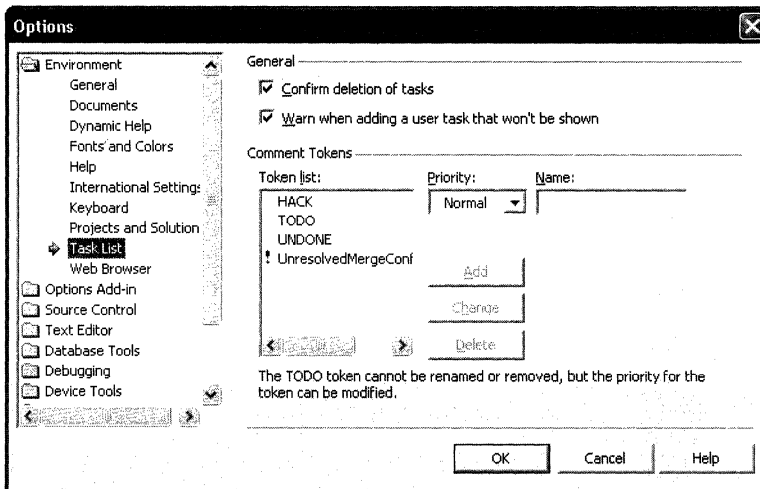 Options
Environment
General
Documents
Dynamic Help
Fonts and Colors
Help
International Settings
Keyboard
Projects and Solution
Task List
Web Browser
Options Add-in
Source Control
Text Editor
Database Tools
Debugging
Device Tools
General
Confirm deletion of tasks
Warn when adding a user task that won't be shown
Comment Tokens
Token list: Priority: Name:
HACK Normal
TODO
UNDONE
! UnresolvedMergeConf
Add
Change
Delete
The TODO token cannot be renamed or removed, but the priority for the
token can be modified.
OK Cancel Help